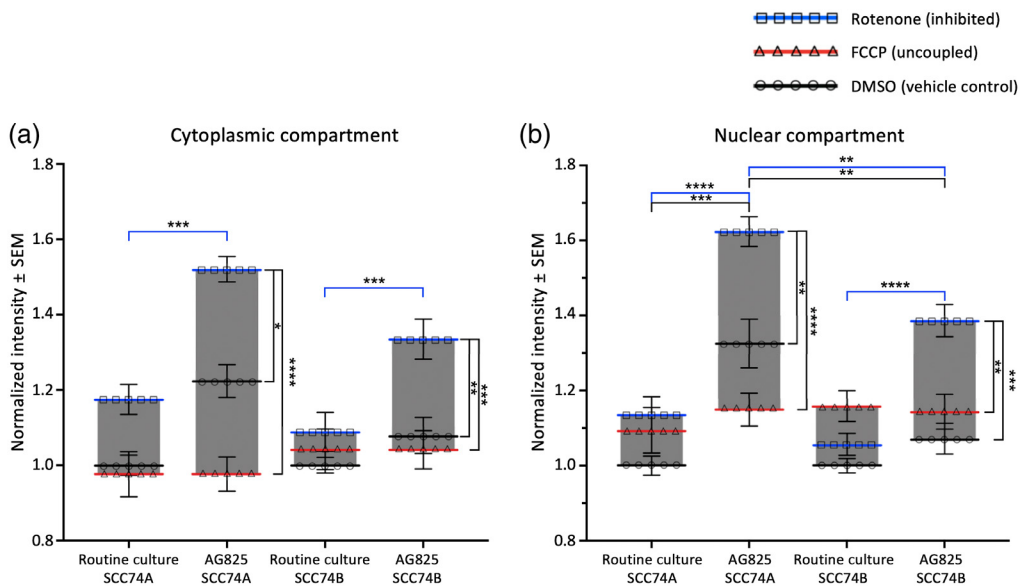 Rotenone (inhibited)
FCCP (uncoupled)
DMSO (vehicle control)
(a)
Cytoplasmic compartment
Normalized intensity ± SEM
1.8
1.6
1.4
1.2
1.0
0.8
***
*
****
***
**
***
Routine culture
SCC74A
AG825
SCC74A
Routine culture
SCC74B
AG825
SCC74B
(b)
Nuclear compartment
Normalized intensity ± SEM
1.8
1.6
1.4
1.2
1.0
0.8
**
**
****
***
**
****
****
**
***
Routine culture
SCC74A
AG825
SCC74A
Routine culture
SCC74B
AG825
SCC74B